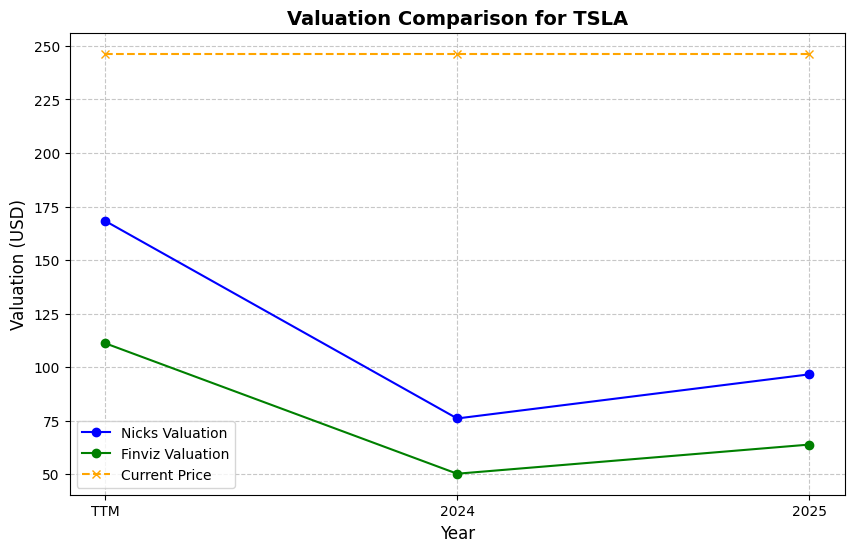 Valuation Comparison for TSLA
Valuation (USD)
250
225
200
175
150
125
100
75
50
Nicks Valuation
Finviz Valuation
Current Price
TTM
2024
2025
Year